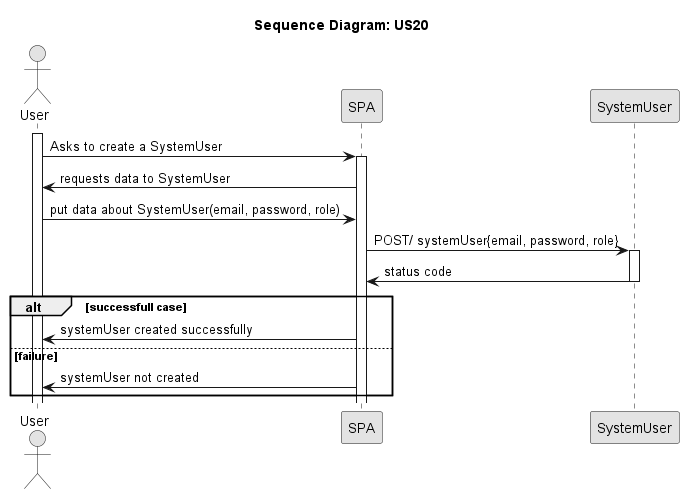 Sequence Diagram: US20
User
SPA
SystemUser
Asks to create a SystemUser
requests data to SystemUser
put data about SystemUser(email, password, role)
POST/ systemUser{email, password, role}
status code
alt [successfull case]
systemUser created successfully
[failure]
systemUser not created
User
SPA
SystemUser